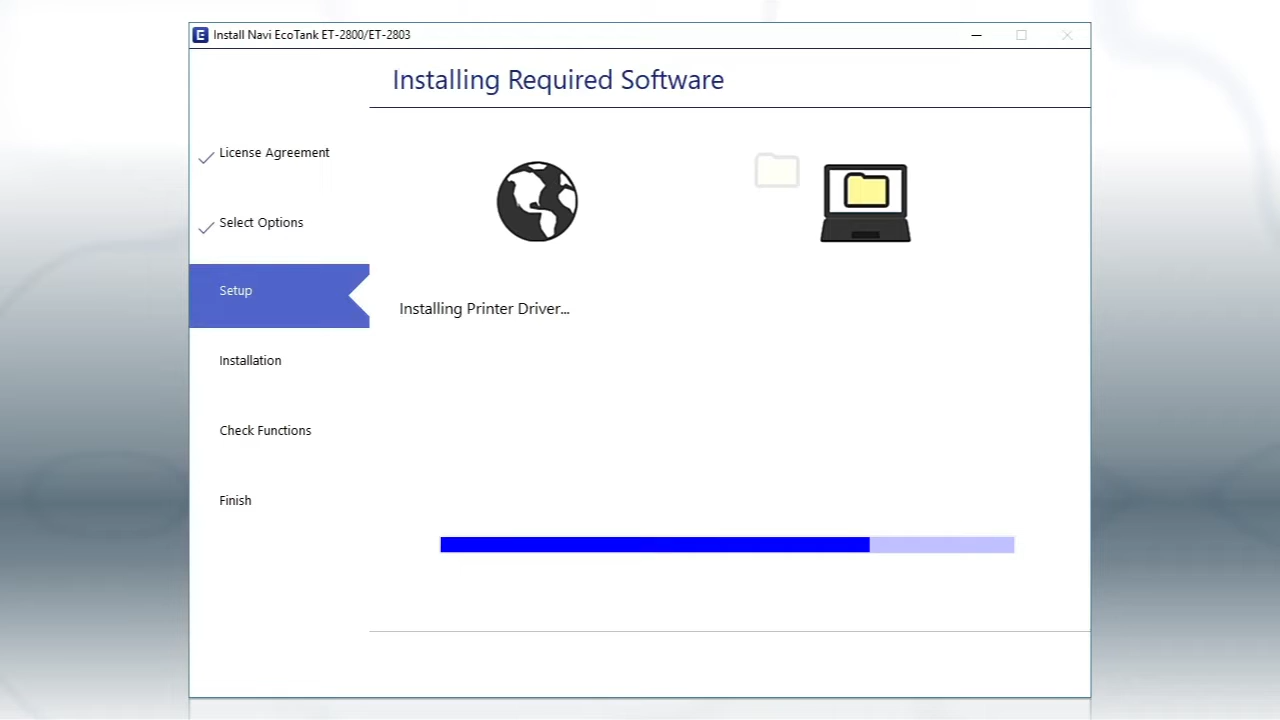 Install Navi EcoTank ET-2800/ET-2803
Installing Required Software
License Agreement
Select Options
Setup
Installing Printer Driver...
Installation
Check Functions
Finish